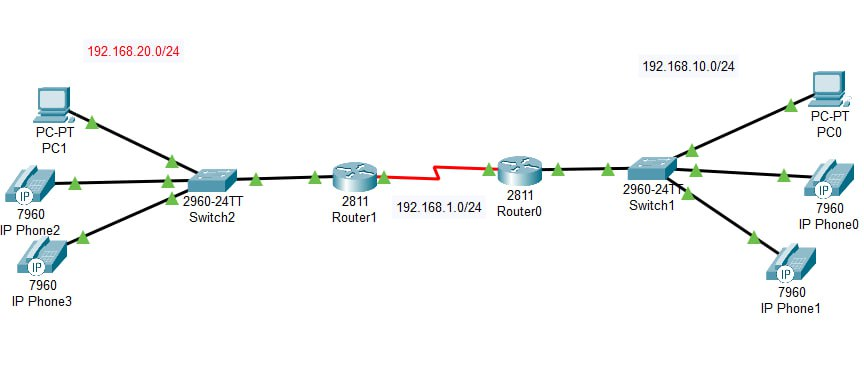 192.168.20.0/24
192.168.10.0/24
PC-PT
PC1
PC-PT
PC0
2960-24TT
Switch2
2811
Router1
192.168.1.0/24
2811
Router0
2960-24TT
Switch1
IP
7960
IP Phone2
IP
7960
IP Phone0
IP
7960
IP Phone3
IP
7960
IP Phone1